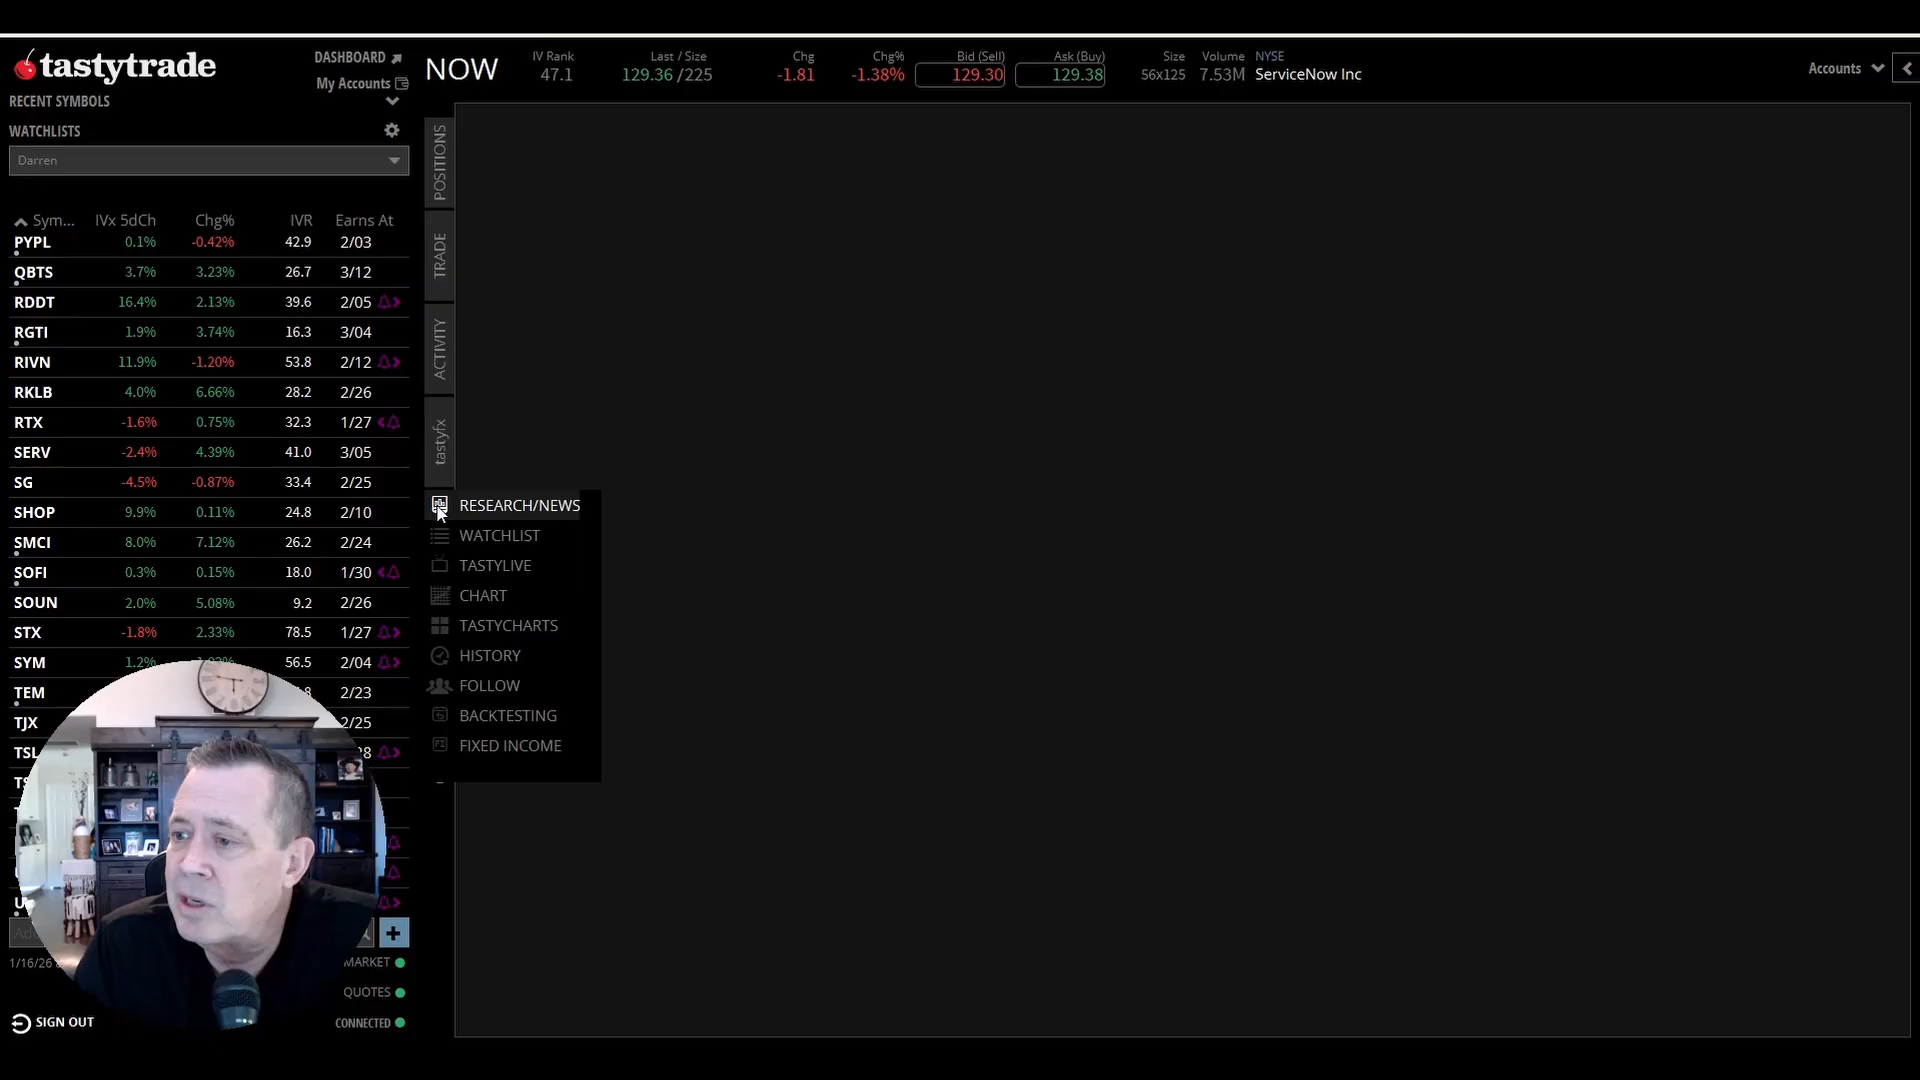 tastytrade
DASHBOARD
My Accounts
RECENT SYMBOLS
WATCHLISTS
Darren
Sym... IVx 5dCh Chg% IVR Earns At
PYPL 0.1% -0.42% 42.9 2/03
QBTS 3.7% 3.23% 26.7 3/12
RDDT 16.4% 2.13% 39.6 2/05
RGTI 1.9% 3.74% 16.3 3/04
RIVN 11.9% -1.20% 53.8 2/12
RKLB 4.0% 6.66% 28.2 2/26
RTX -1.6% 0.75% 32.3 1/27
SERV -2.4% 4.39% 41.0 3/05
SG -4.5% -0.87% 33.4 2/25
SHOP 9.9% 0.11% 24.8 2/10
SMCI 8.0% 7.12% 26.2 2/24
SOFI 0.3% 0.15% 18.0 1/30
SOUN 2.0% 5.08% 9.2 2/26
STX -1.8% 2.33% 78.5 1/27
SYM 1.2% 56.5 2/04
TEM 2/23
TJX 2/25
1/16/26
MARKET
QUOTES
SIGN OUT
CONNECTED
NOW
IV Rank
47.1
Last / Size
129.36 /225
Chg
-1.81
Chg%
-1.38%
Bid (Sell)
129.30
Ask (Buy)
129.38
Size
56x125
Volume
7.53M
NYSE
ServiceNow Inc
Accounts
POSITIONS
TRADE
ACTIVITY
tastyfx
RESEARCH/NEWS
WATCHLIST
TASTYLIVE
CHART
TASTYCHARTS
HISTORY
FOLLOW
BACKTESTING
FIXED INCOME